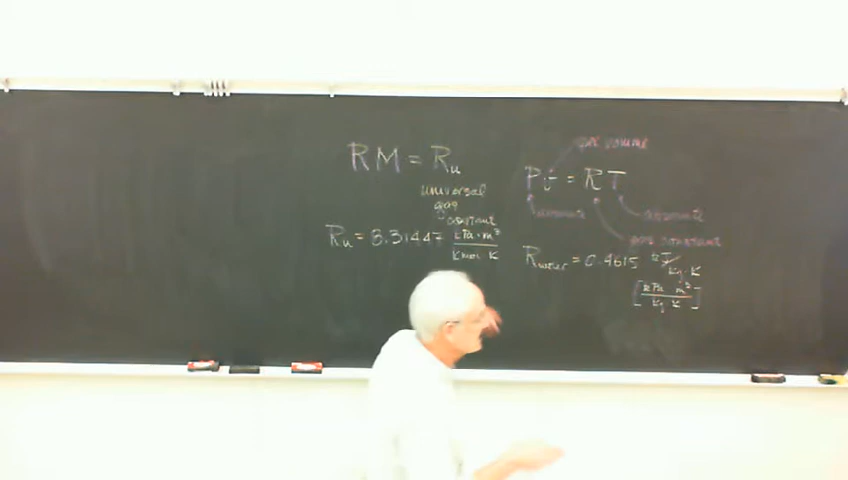 RM = Ru
universal
gas
constant
Ru = 8.31447 kPa·m³
kmol K
spec volume
Pv = RT
absolute
gas constant
Rwater = 0.4615 kJ/kg·K
[kPa m³
kg K]